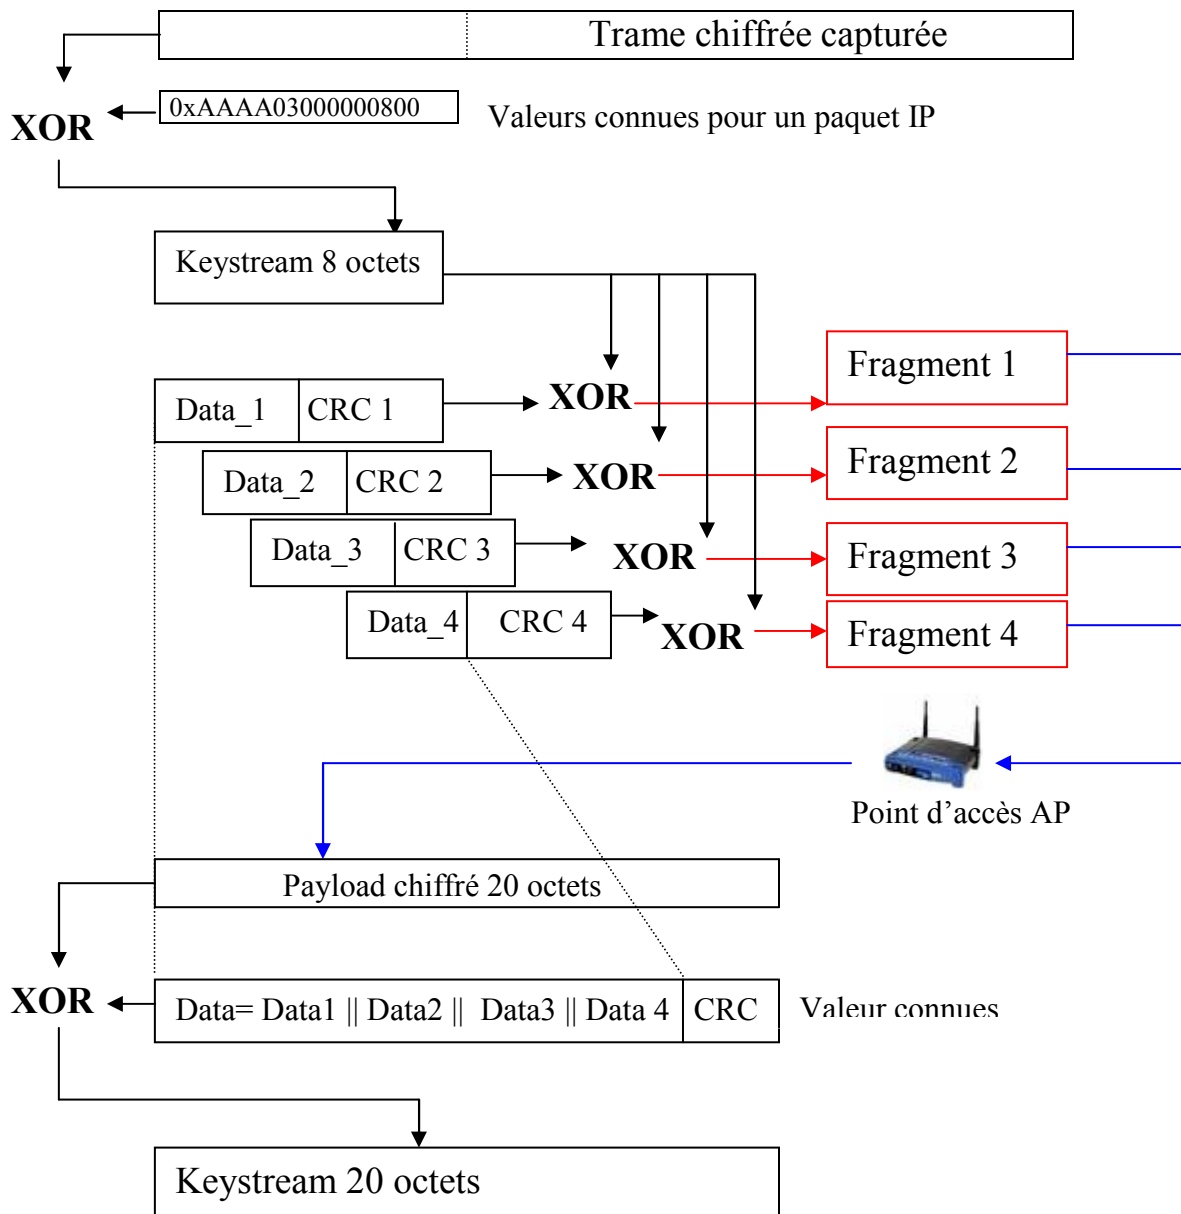 Trame chiffrée capturée
XOR
0xAAAA03000000800
Valeurs connues pour un paquet IP
Keystream 8 octets
Data_1 CRC 1
XOR
Fragment 1
Data_2 CRC 2
XOR
Fragment 2
Data_3 CRC 3
XOR
Fragment 3
Data_4 CRC 4
XOR
Fragment 4
Point d’accès AP
Payload chiffré 20 octets
XOR
Data= Data1 || Data2 || Data3 || Data 4 CRC
Valeur connues
Keystream 20 octets